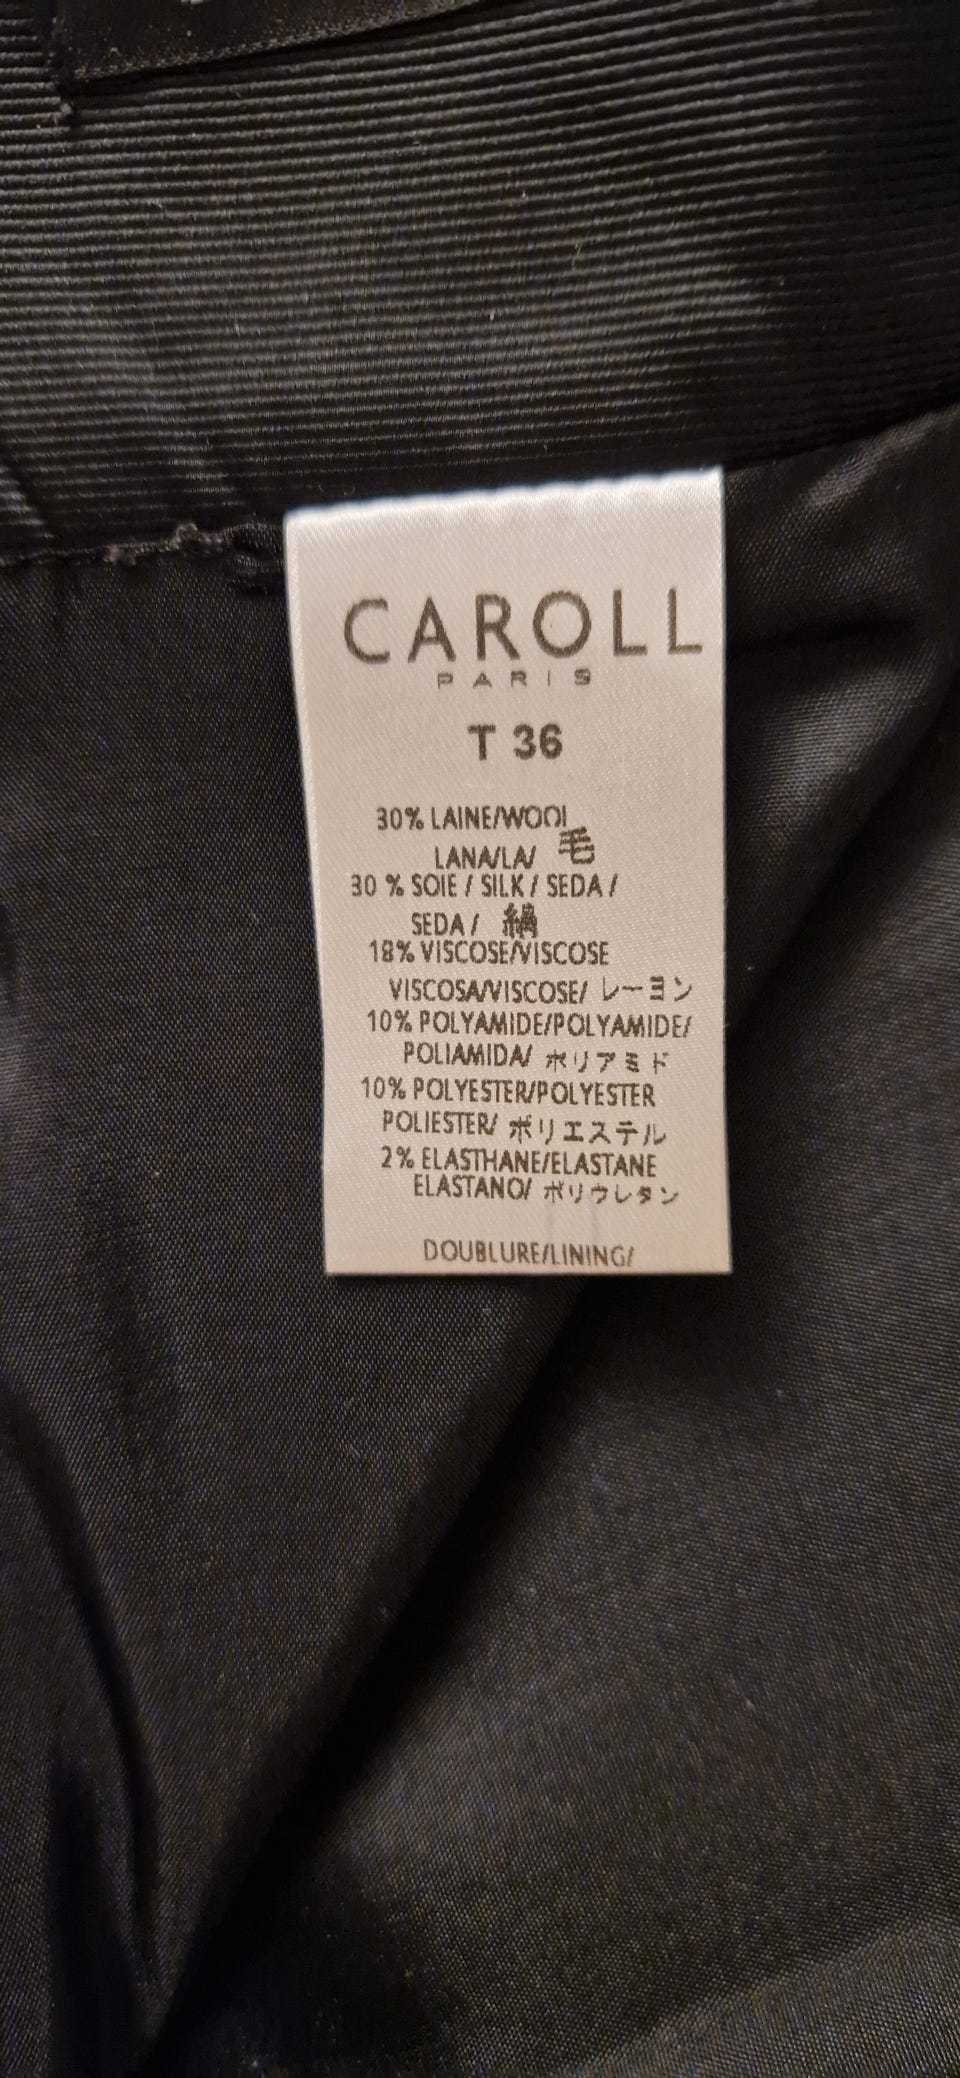 CAROLL
PARIS
T 36
30% LAINE/WOOL
LANA/LA/ 毛
30 % SOIE / SILK / SEDA /
SEDA / 絹
18% VISCOSE/VISCOSE
VISCOSA/VISCOSE/ レーヨン
10% POLYAMIDE/POLYAMIDE/
POLIAMIDA/ ポリアミド
10% POLYESTER/POLYESTER
POLIESTER/ ポリエステル
2% ELASTHANE/ELASTANE
ELASTANO/ ポリウレタン
DOUBLURE/LINING/